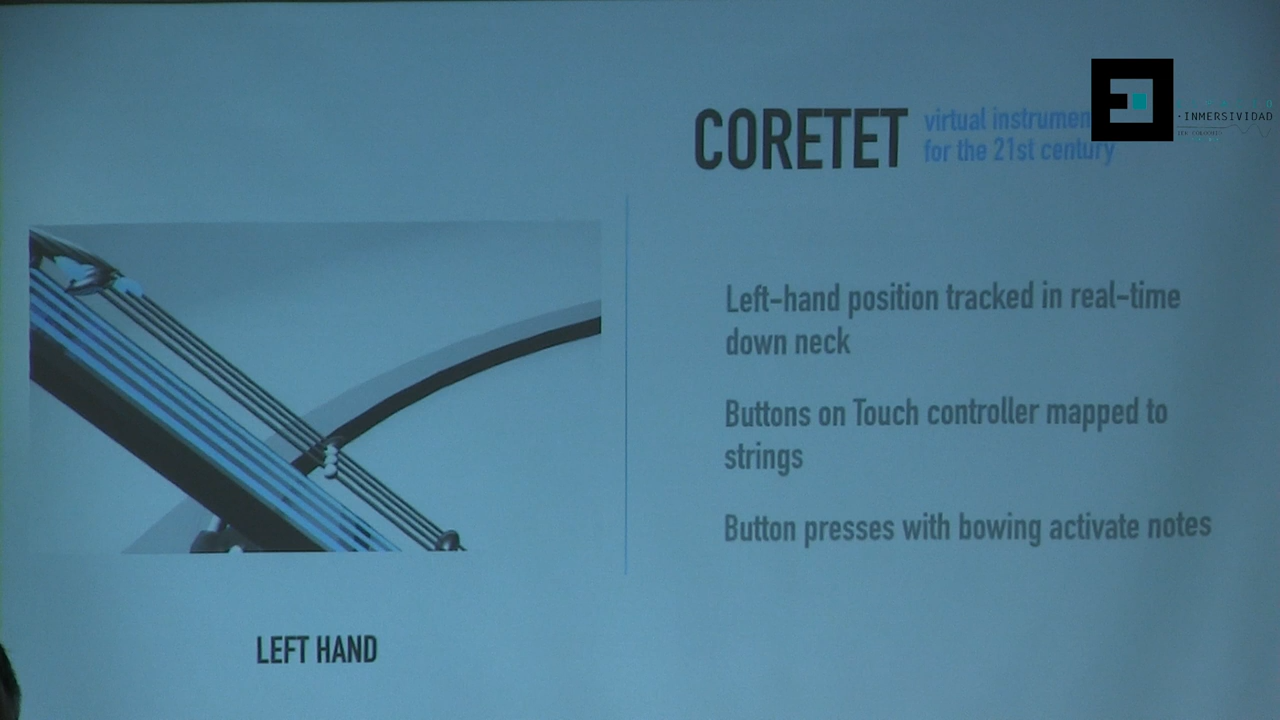 CORETET
virtual instrumen
for the 21st century
·INMERSIVIDAD
Left-hand position tracked in real-time
down neck
Buttons on Touch controller mapped to
strings
Button presses with bowing activate notes
LEFT HAND